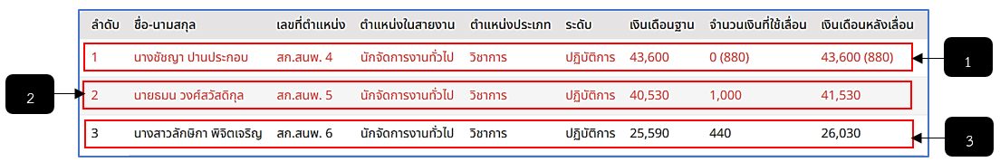 ลำดับ ชื่อ-นามสกุล เลขที่ตำแหน่ง ตำแหน่งในสายงาน ตำแหน่งประเภท ระดับ เงินเดือนฐาน จำนวนเงินที่ใช้เลื่อน เงินเดือนหลังเลื่อน
1 นางชัชญา ปานประกอบ สก.สนพ. 4 นักจัดการงานทั่วไป วิชาการ ปฏิบัติการ 43,600 0 (880) 43,600 (880) 1
2 2 นายธมน วงศ์สวัสดิกุล สก.สนพ. 5 นักจัดการงานทั่วไป วิชาการ ปฏิบัติการ 40,530 1,000 41,530
3 นางสาวลักษิกา พิจิตเจริญ สก.สนพ. 6 นักจัดการงานทั่วไป วิชาการ ปฏิบัติการ 25,590 440 26,030 3